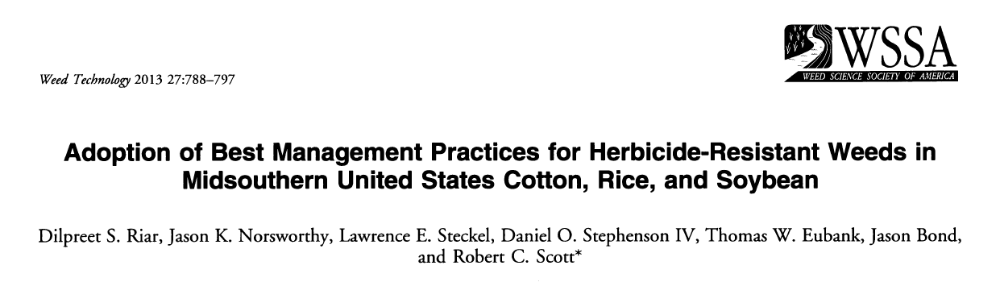 WSSA
WEED SCIENCE SOCIETY OF AMERICA
Weed Technology 2013 27:788–797
Adoption of Best Management Practices for Herbicide-Resistant Weeds in
Midsouthern United States Cotton, Rice, and Soybean
Dilpreet S. Riar, Jason K. Norsworthy, Lawrence E. Steckel, Daniel O. Stephenson IV, Thomas W. Eubank, Jason Bond,
and Robert C. Scott*